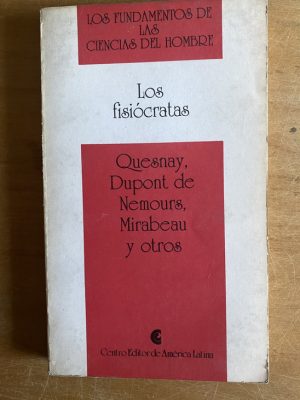 LOS FUNDAMENTOS DE
LAS
CIENCIAS DEL HOMBRE
Los
fisiócratas
Quesnay,
Dupont de
Nemours,
Mirabeau
y otros
Centro Editor de América Latina